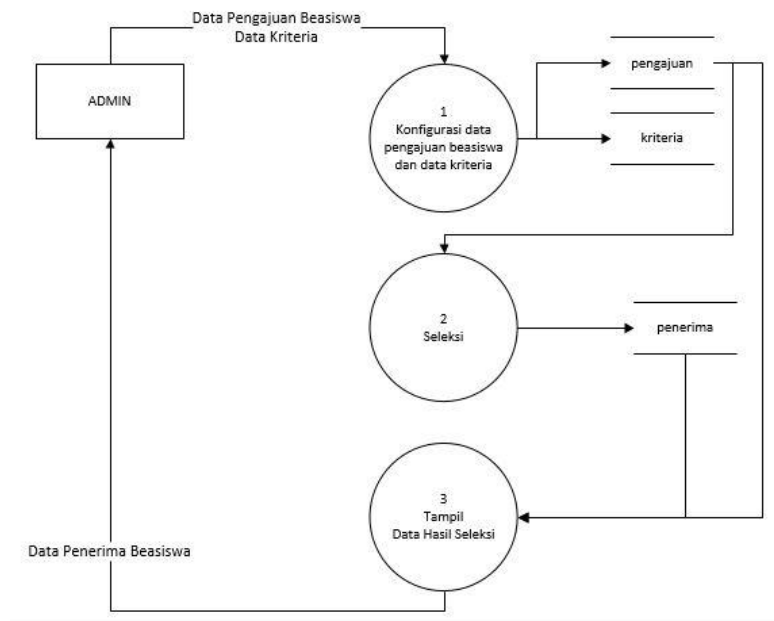 Data Pengajuan Beasiswa
Data Kriteria
ADMIN
1
Konfigurasi data
pengajuan beasiswa
dan data kriteria
pengajuan
kriteria
2
Seleksi
penerima
3
Tampil
Data Hasil Seleksi
Data Penerima Beasiswa